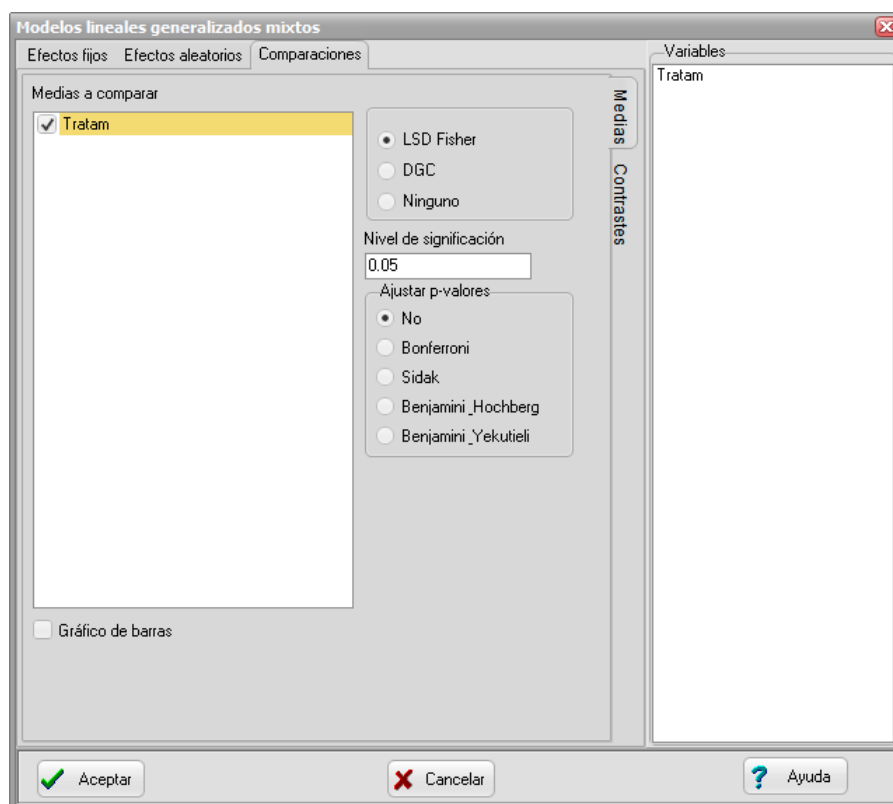 Modelos lineales generalizados mixtos
Efectos fijos Efectos aleatorios Comparaciones
Medias a comparar
Tratam
LSD Fisher
DGC
Ninguno
Nivel de significación
0.05
Ajustar p-valores
No
Bonferroni
Sidak
Benjamini_Hochberg
Benjamini_Yekutieli
Gráfico de barras
Medias
Contrastes
Variables
Tratam
Aceptar
Cancelar
? Ayuda